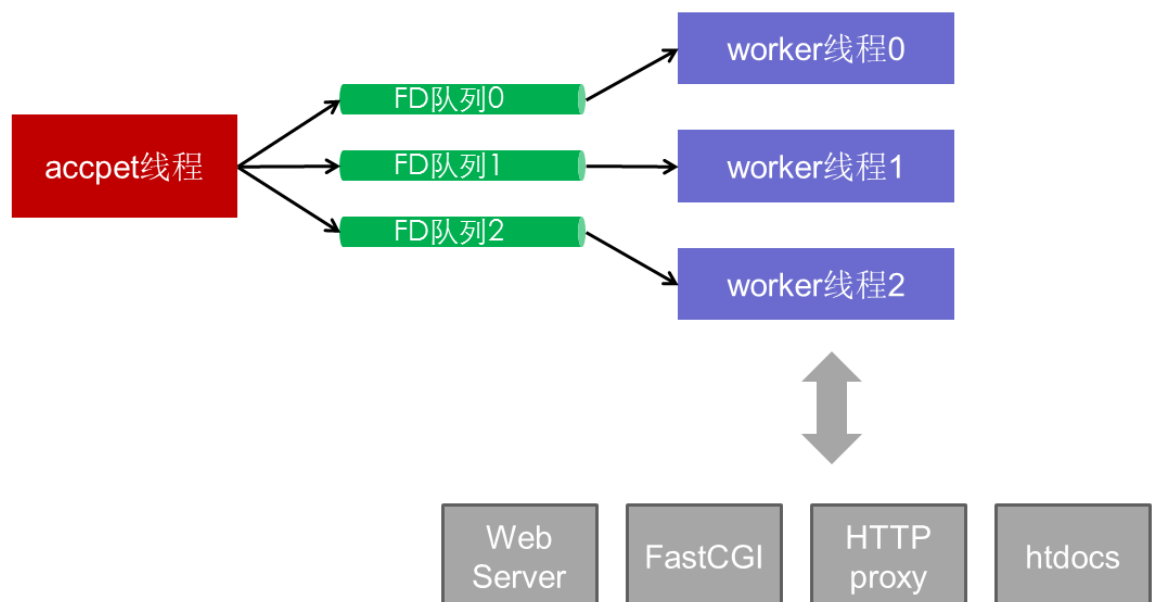 worker线程0
FD队列0
accpet线程
FD队列1
worker线程1
FD队列2
worker线程2
Web
Server
FastCGI
HTTP
proxy
htdocs